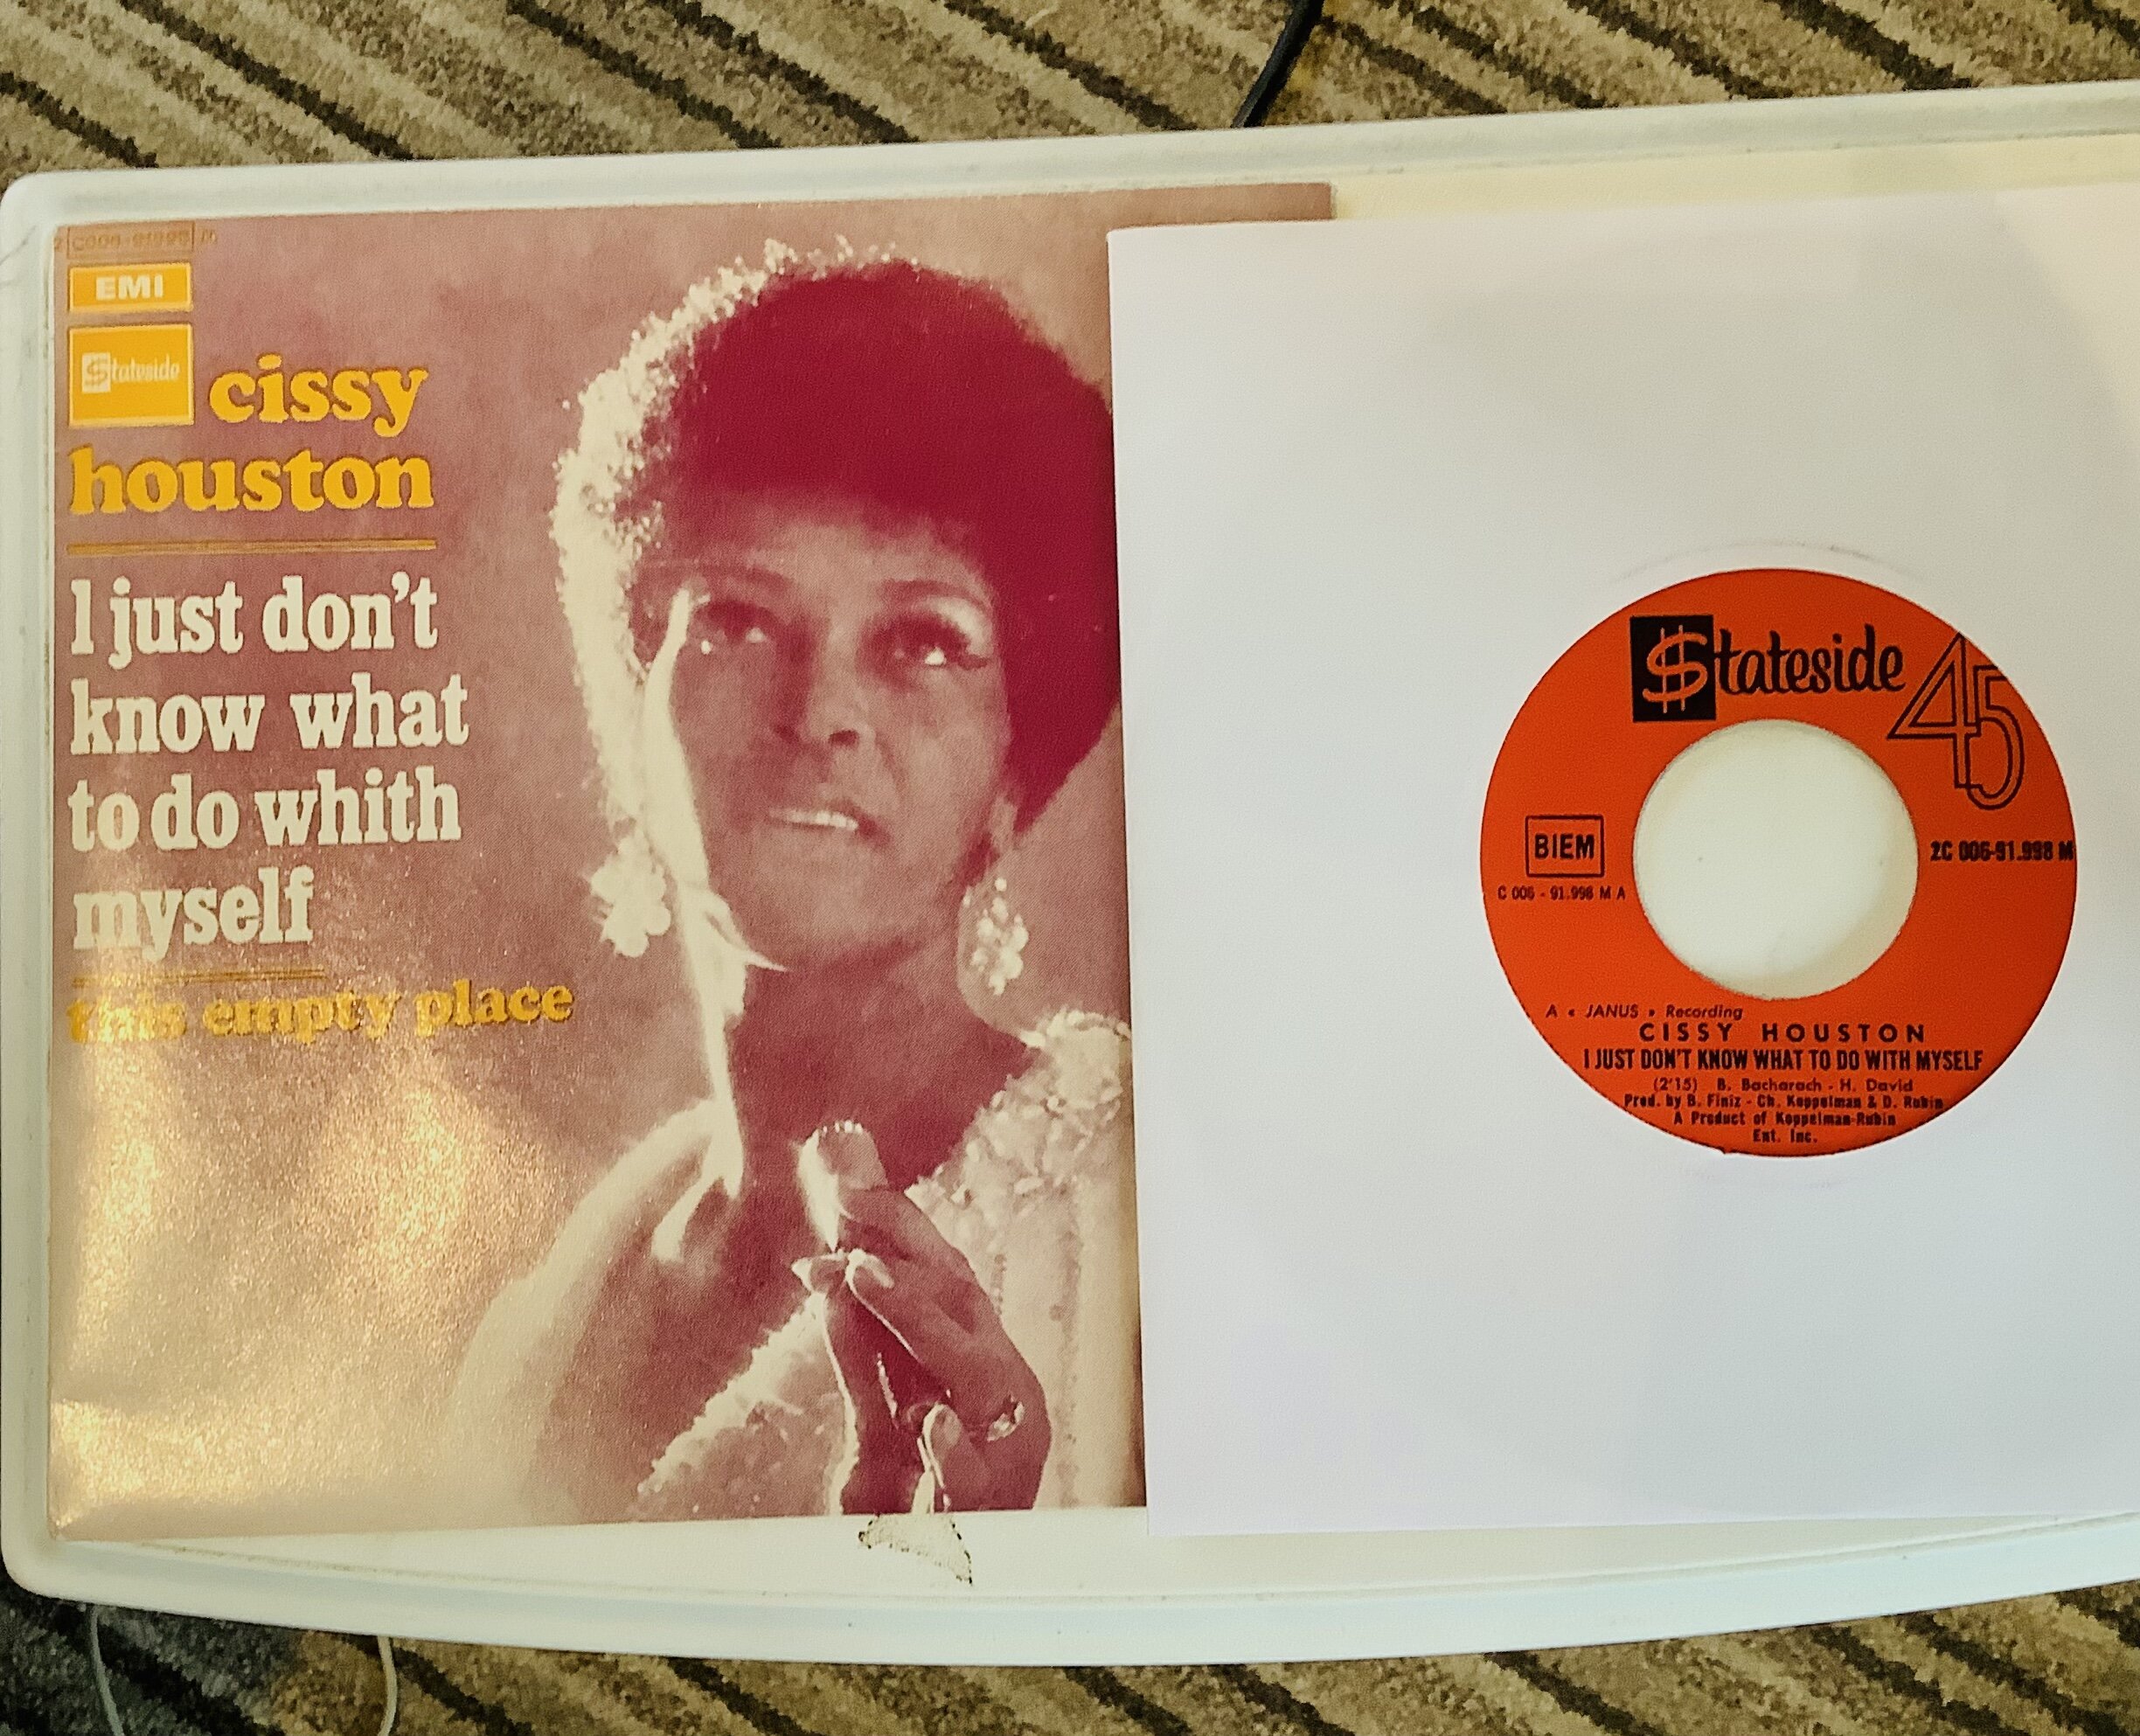 EMI
Stateside
cissy
houston
I just don't
know what
to do whith
myself
this empty place
Stateside
45
BIEM
2C 006-91.998 M
C 006 - 91.998 M A
A « JANUS » Recording
CISSY HOUSTON
I JUST DON'T KNOW WHAT TO DO WITH MYSELF
(2'15) B. Bacharach - H. David
Prod. by B. Finiz - Ch. Koppelman & D. Rubin
A Product of Koppelman-Rubin
Ent. Inc.